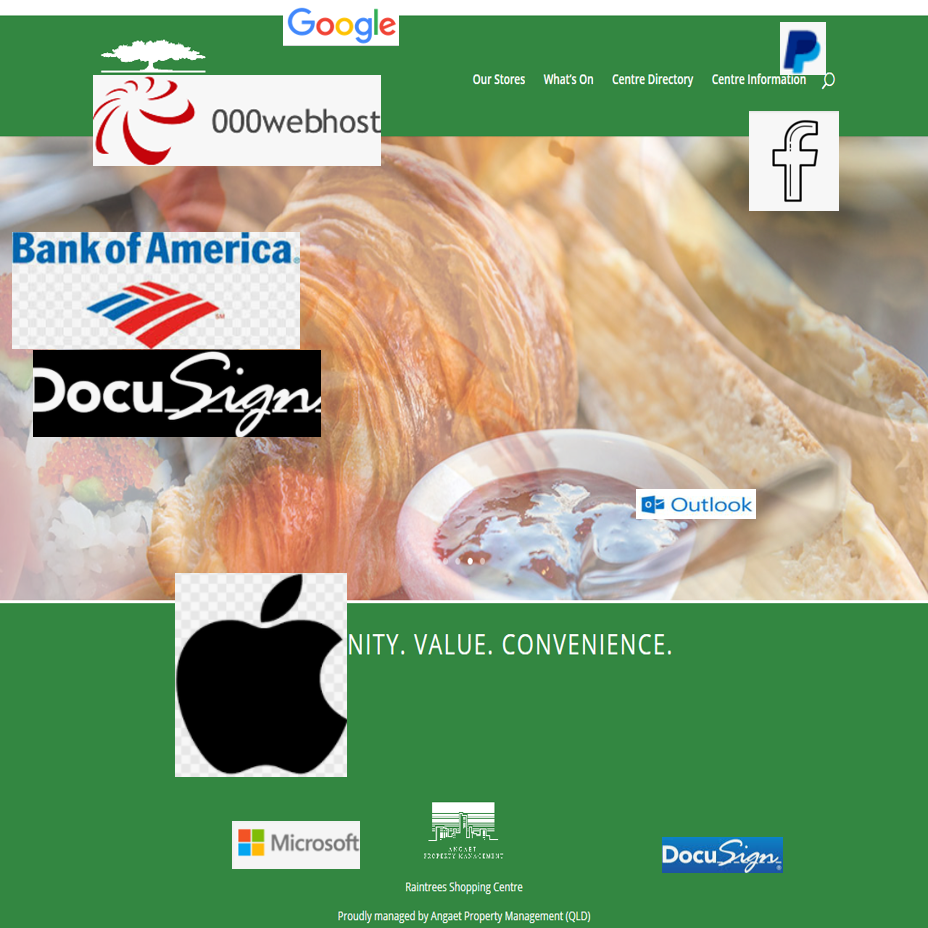 Google
Our Stores What's On Centre Directory Centre Information
000webhost
Bank of America
DocuSign
Outlook
NITY. VALUE. CONVENIENCE.
Microsoft
ANGAET
PROPERTY MANAGEMENT
DocuSign
Raintrees Shopping Centre
Proudly managed by Angaet Property Management (QLD)